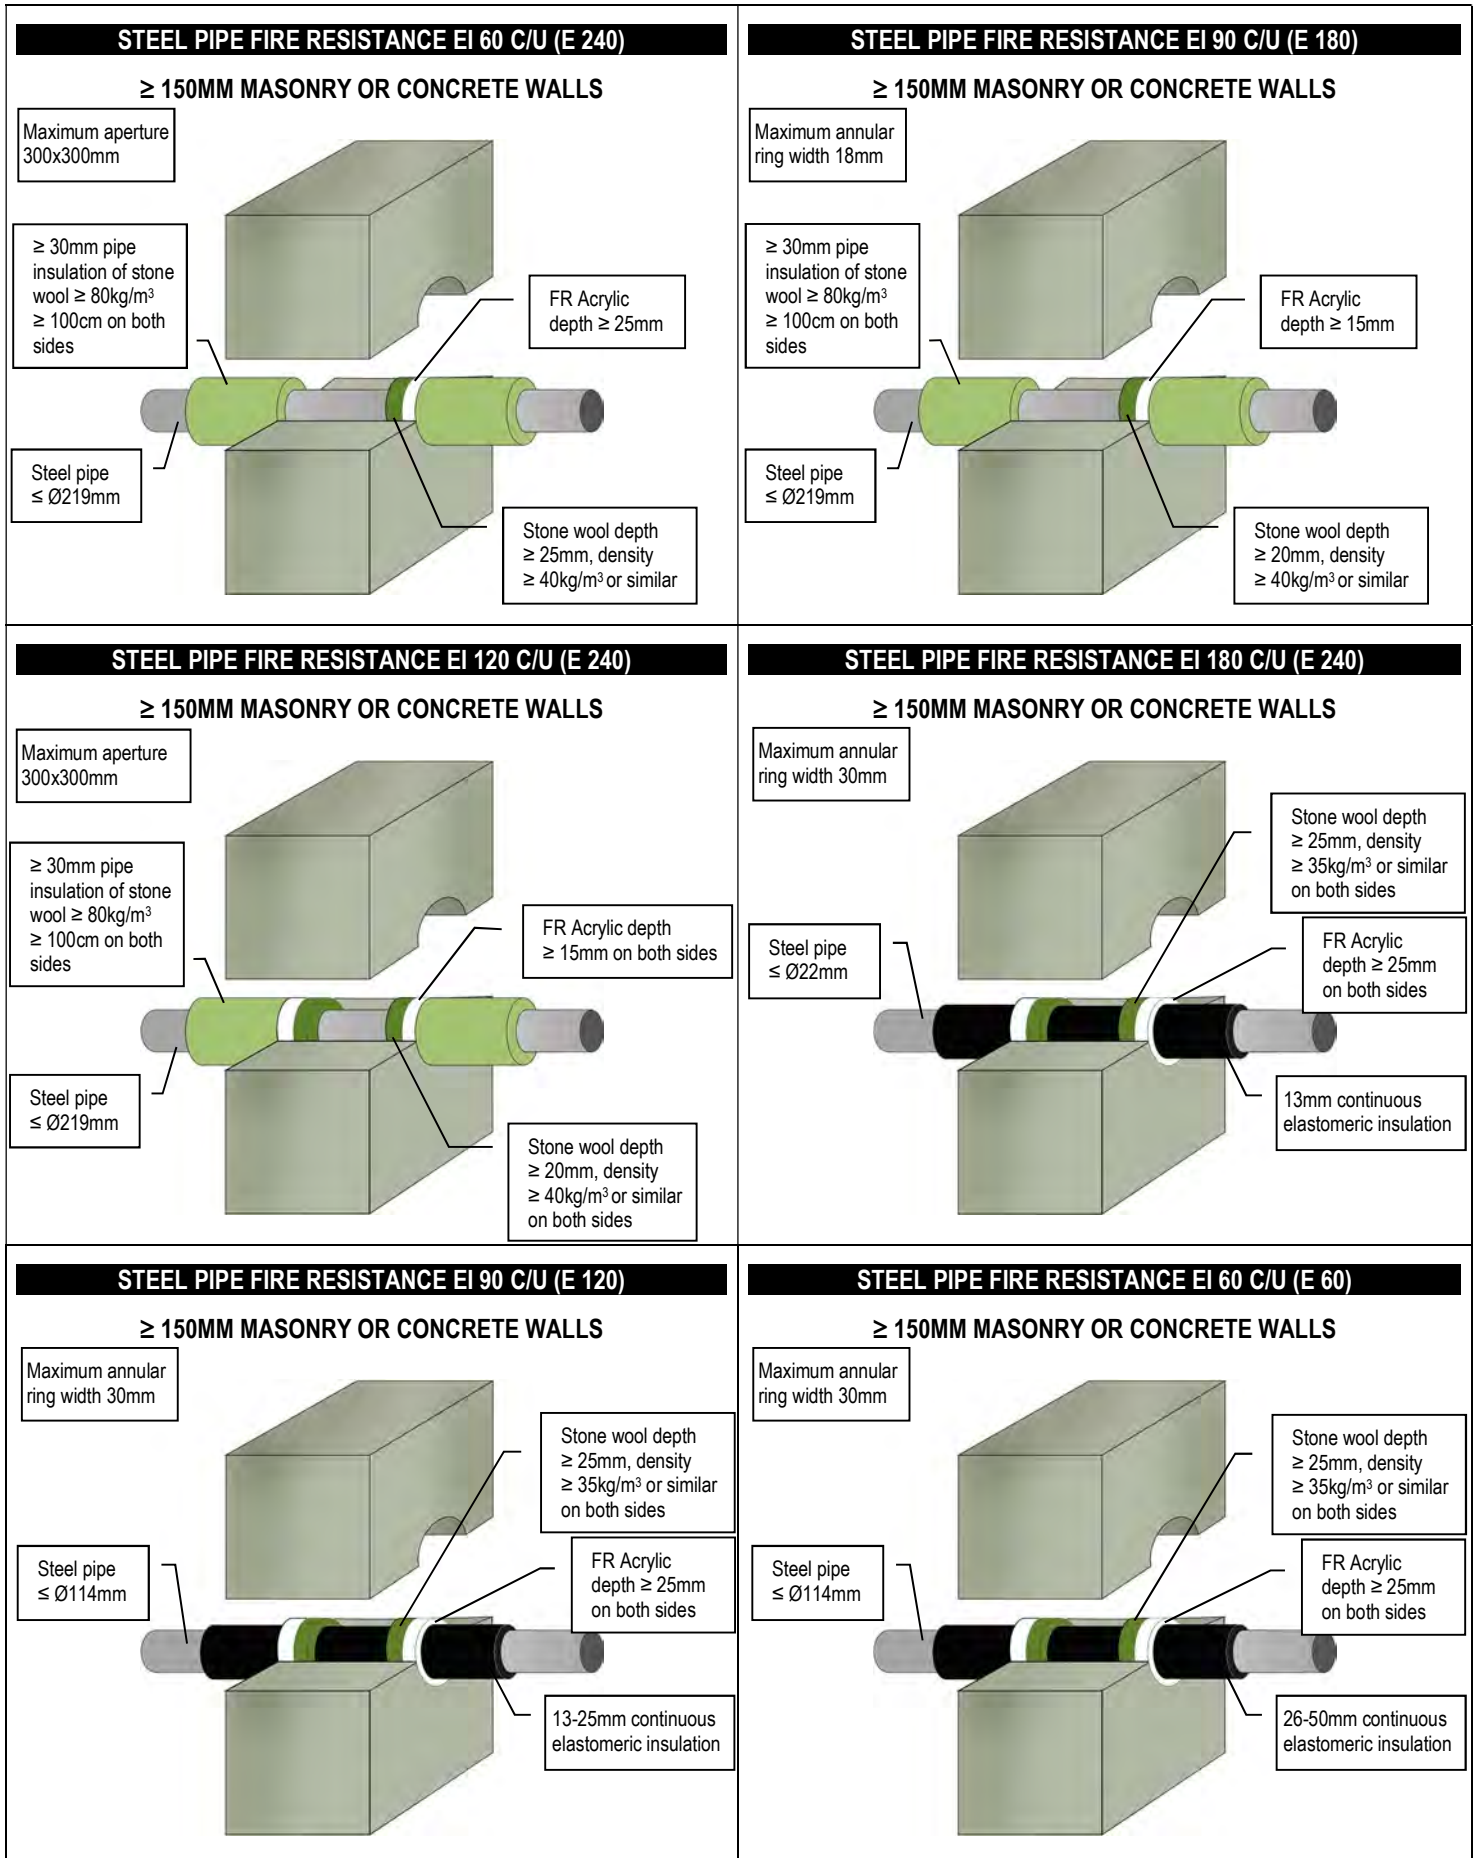 STEEL PIPE FIRE RESISTANCE EI 60 C/U (E 240)
≥ 150MM MASONRY OR CONCRETE WALLS
Maximum aperture
300x300mm
≥ 30mm pipe
insulation of stone
wool ≥ 80kg/m³
≥ 100cm on both
sides
FR Acrylic
depth ≥ 25mm
Steel pipe
≤ Ø219mm
Stone wool depth
≥ 25mm, density
≥ 40kg/m³ or similar
STEEL PIPE FIRE RESISTANCE EI 90 C/U (E 180)
≥ 150MM MASONRY OR CONCRETE WALLS
Maximum annular
ring width 18mm
≥ 30mm pipe
insulation of stone
wool ≥ 80kg/m³
≥ 100cm on both
sides
FR Acrylic
depth ≥ 15mm
Steel pipe
≤ Ø219mm
Stone wool depth
≥ 20mm, density
≥ 40kg/m³ or similar
STEEL PIPE FIRE RESISTANCE EI 120 C/U (E 240)
≥ 150MM MASONRY OR CONCRETE WALLS
Maximum aperture
300x300mm
≥ 30mm pipe
insulation of stone
wool ≥ 80kg/m³
≥ 100cm on both
sides
FR Acrylic depth
≥ 15mm on both sides
Steel pipe
≤ Ø219mm
Stone wool depth
≥ 20mm, density
≥ 40kg/m³ or similar
on both sides
STEEL PIPE FIRE RESISTANCE EI 180 C/U (E 240)
≥ 150MM MASONRY OR CONCRETE WALLS
Maximum annular
ring width 30mm
Stone wool depth
≥ 25mm, density
≥ 35kg/m³ or similar
on both sides
Steel pipe
≤ Ø22mm
FR Acrylic
depth ≥ 25mm
on both sides
13mm continuous
elastomeric insulation
STEEL PIPE FIRE RESISTANCE EI 90 C/U (E 120)
≥ 150MM MASONRY OR CONCRETE WALLS
Maximum annular
ring width 30mm
Stone wool depth
≥ 25mm, density
≥ 35kg/m³ or similar
on both sides
Steel pipe
≤ Ø114mm
FR Acrylic
depth ≥ 25mm
on both sides
13-25mm continuous
elastomeric insulation
STEEL PIPE FIRE RESISTANCE EI 60 C/U (E 60)
≥ 150MM MASONRY OR CONCRETE WALLS
Maximum annular
ring width 30mm
Stone wool depth
≥ 25mm, density
≥ 35kg/m³ or similar
on both sides
Steel pipe
≤ Ø114mm
FR Acrylic
depth ≥ 25mm
on both sides
26-50mm continuous
elastomeric insulation